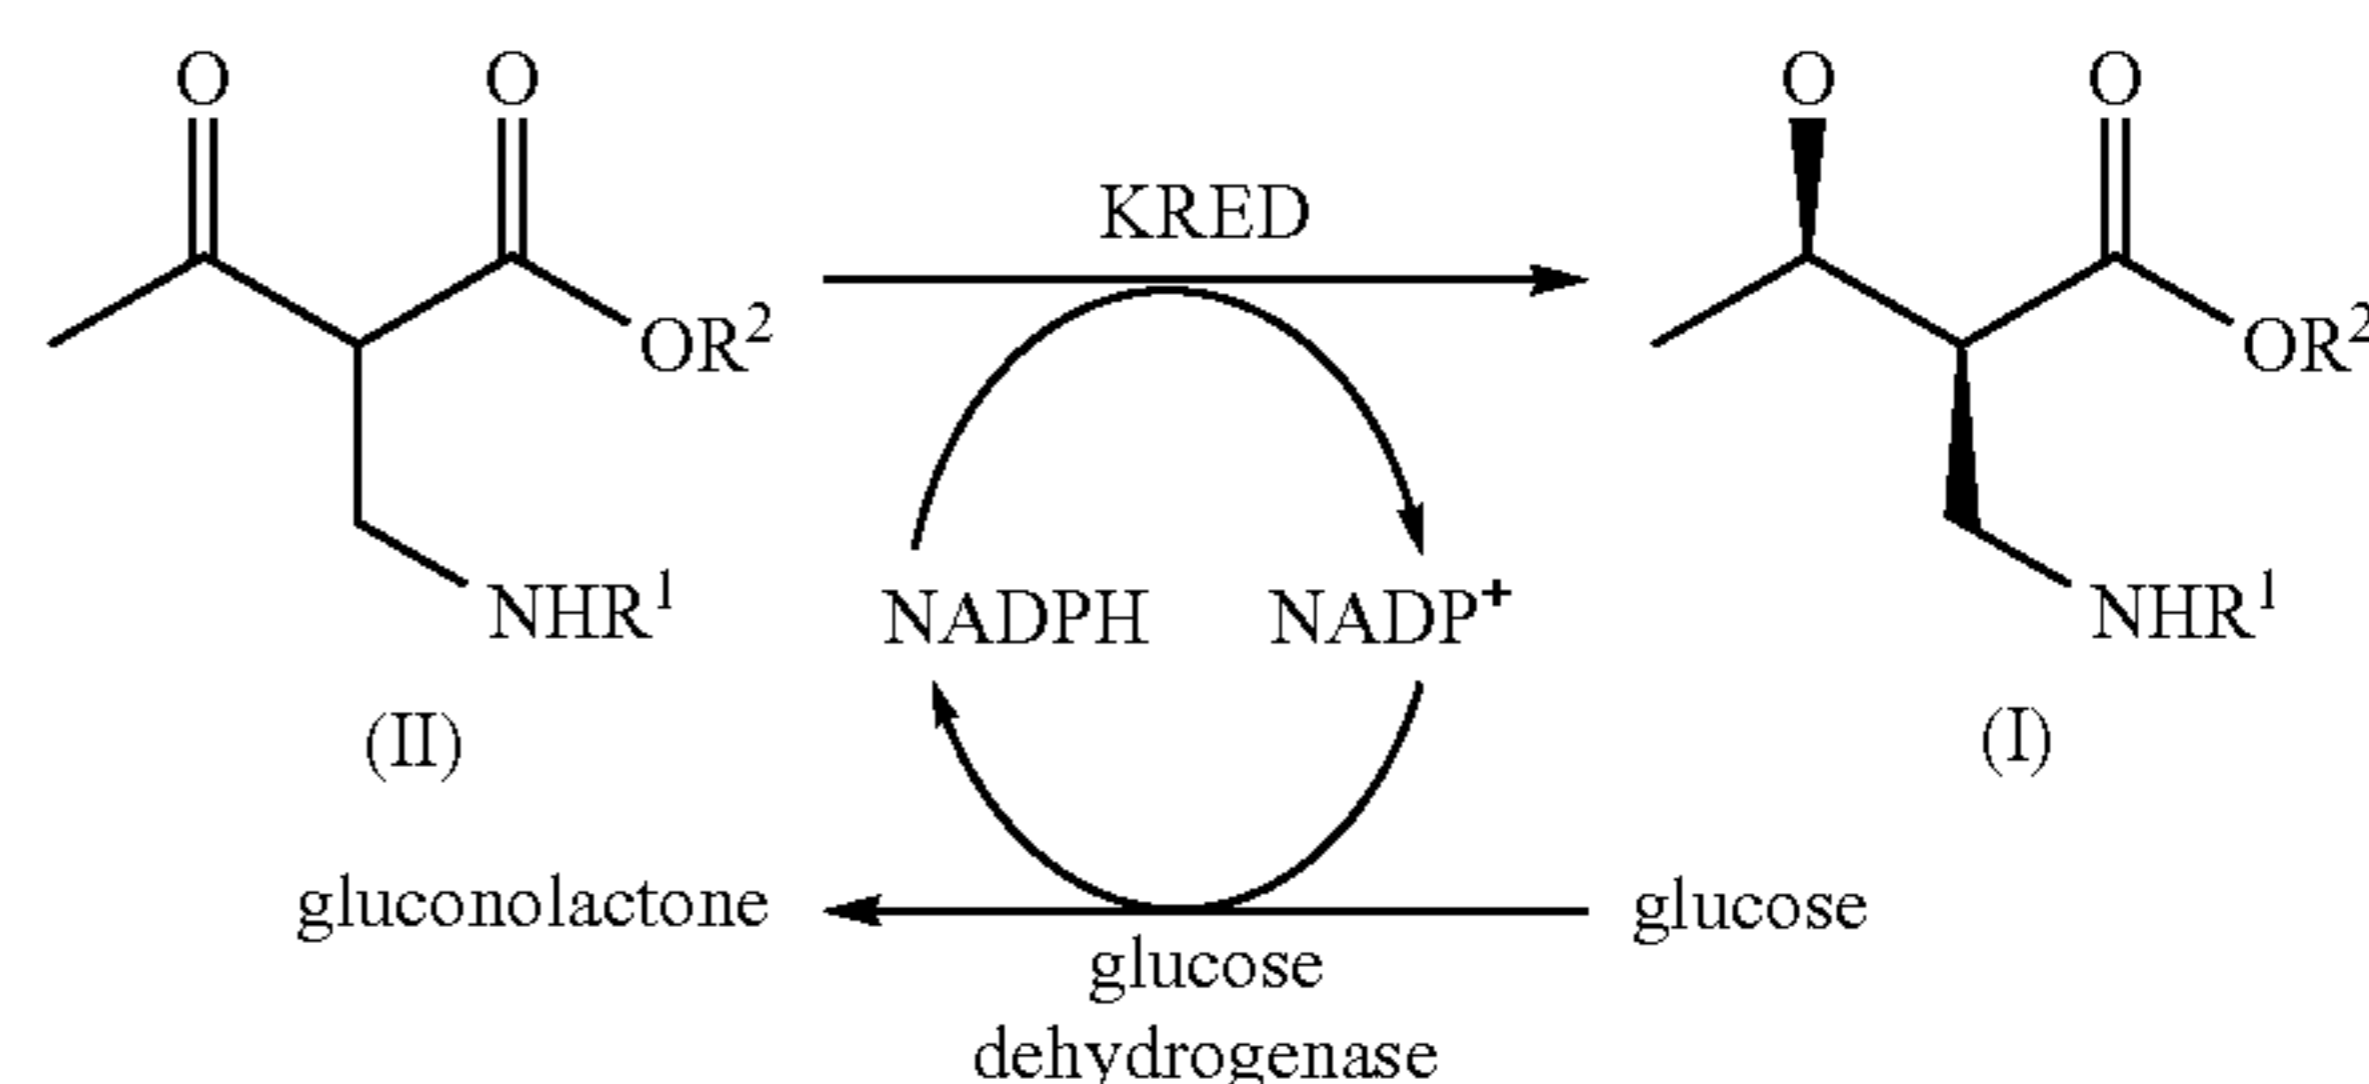 O O O O
KRED
OR² OR²
NHR¹ NADPH NADP⁺ NHR¹
(II) (I)
gluconolactone glucose
glucose
dehydrogenase